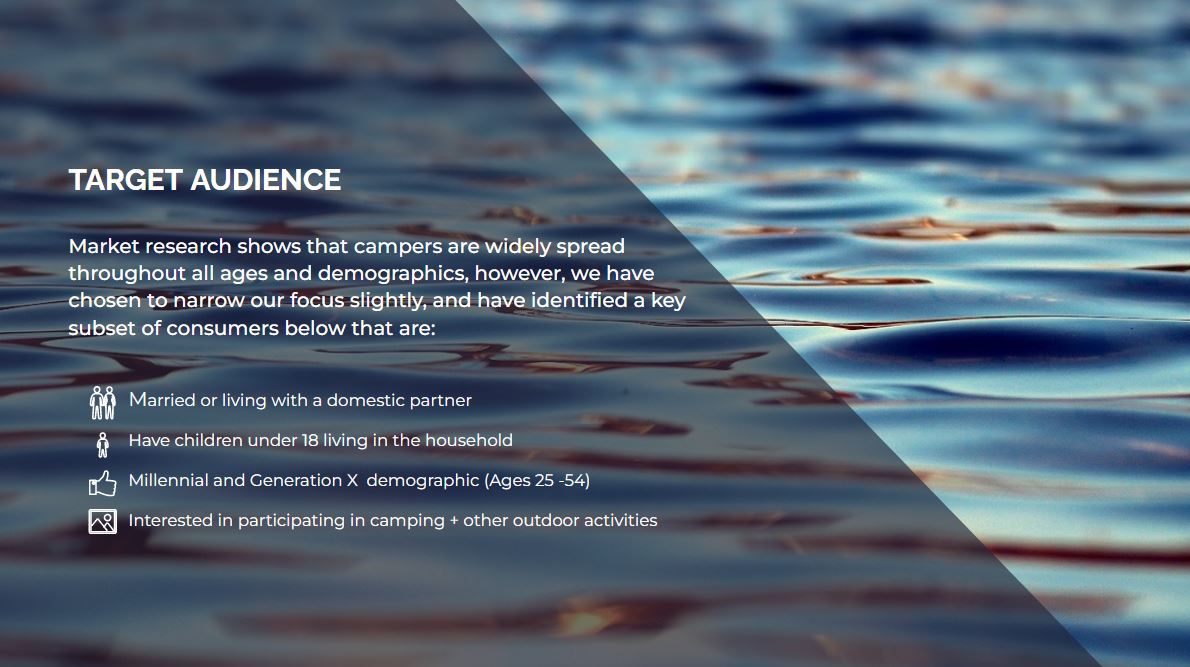 TARGET AUDIENCE
Market research shows that campers are widely spread
throughout all ages and demographics, however, we have
chosen to narrow our focus slightly, and have identified a key
subset of consumers below that are:
Married or living with a domestic partner
Have children under 18 living in the household
Millennial and Generation X  demographic (Ages 25 -54)
Interested in participating in camping + other outdoor activities